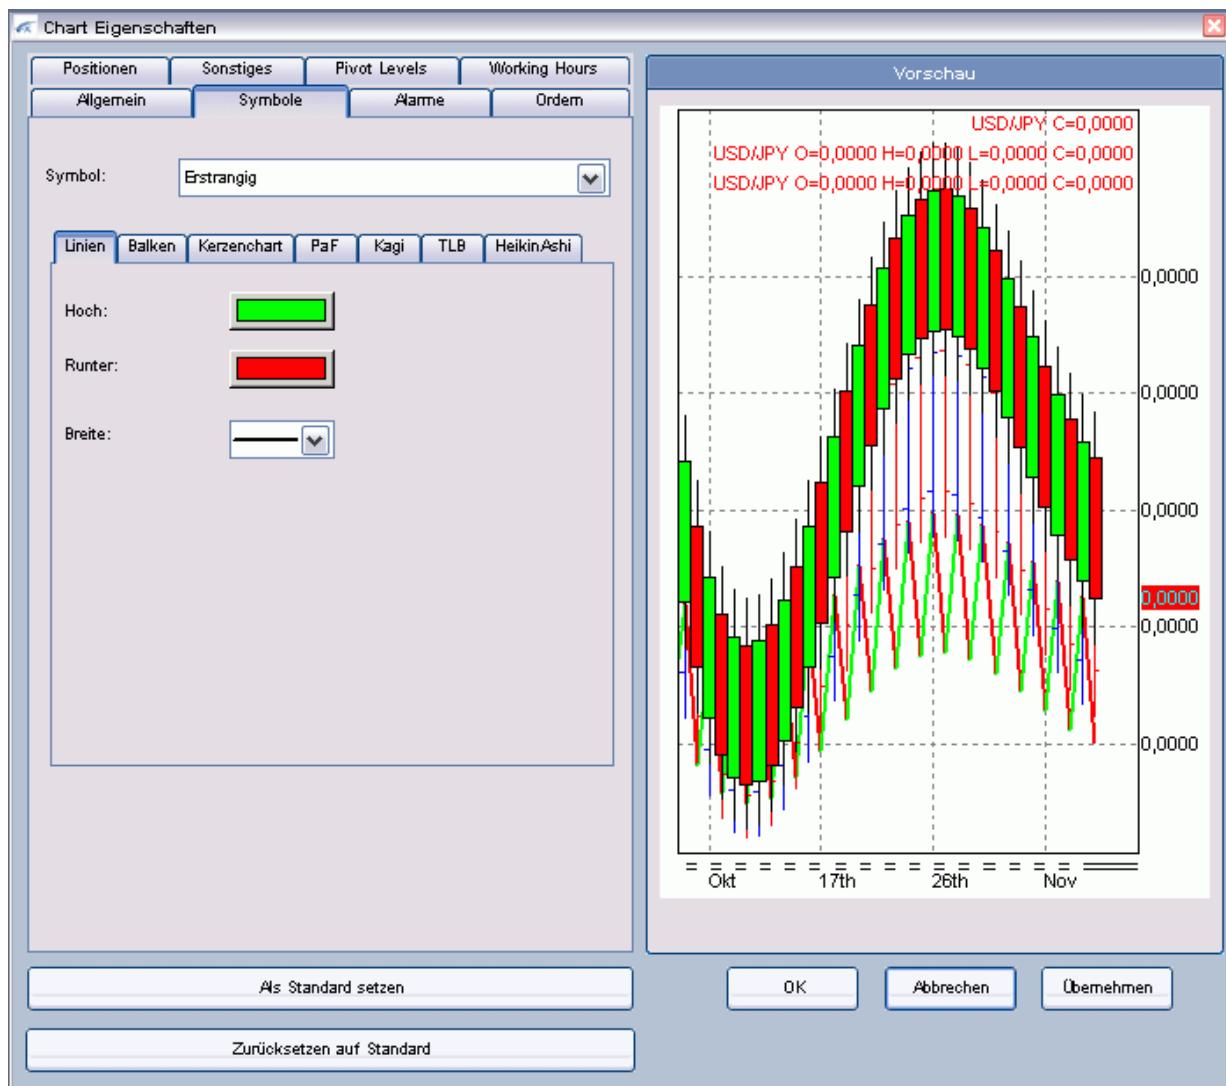 Chart Eigenschaften
Positionen Sonstiges Pivot Levels Working Hours
Allgemein Symbole Alarme Ordern
Symbol: Erstrangig
Linien Balken Kerzenchart PaF Kagi TLB HeikinAshi
Hoch:
Runter:
Breite:
Als Standard setzen
Zurücksetzen auf Standard
Vorschau
USD/JPY C=0,0000
USD/JPY O=0,0000 H=0,0000 L=0,0000 C=0,0000
USD/JPY O=0,0000 H=0,0000 L=0,0000 C=0,0000
0,0000
0,0000
0,0000
0,0000
0,0000
0,0000
Okt 17th 26th Nov
OK Abbrechen Übernehmen